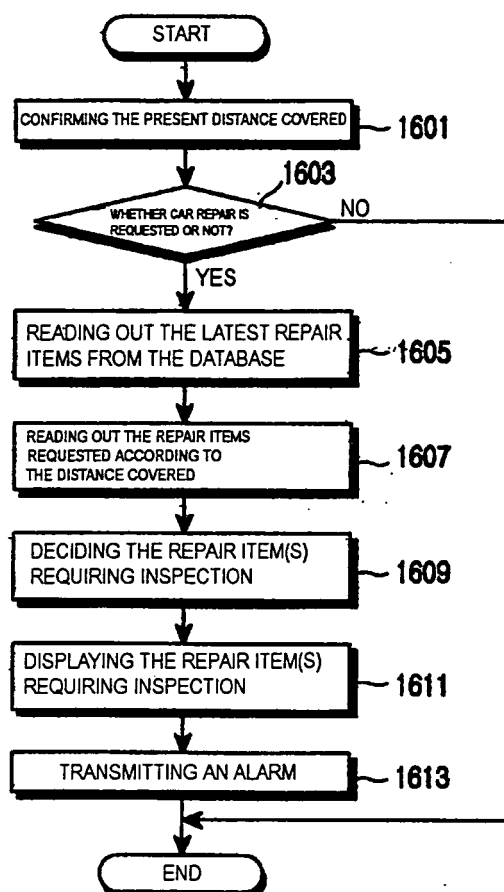 START
CONFIRMING THE PRESENT DISTANCE COVERED
1601
1603
WHETHER CAR REPAIR IS
REQUESTED OR NOT?
NO
YES
READING OUT THE LATEST REPAIR
ITEMS FROM THE DATABASE
1605
READING OUT THE REPAIR ITEMS
REQUESTED ACCORDING TO
THE DISTANCE COVERED
1607
DECIDING THE REPAIR ITEM(S)
REQUIRING INSPECTION
1609
DISPLAYING THE REPAIR ITEM(S)
REQUIRING INSPECTION
1611
TRANSMITTING AN ALARM
1613
END